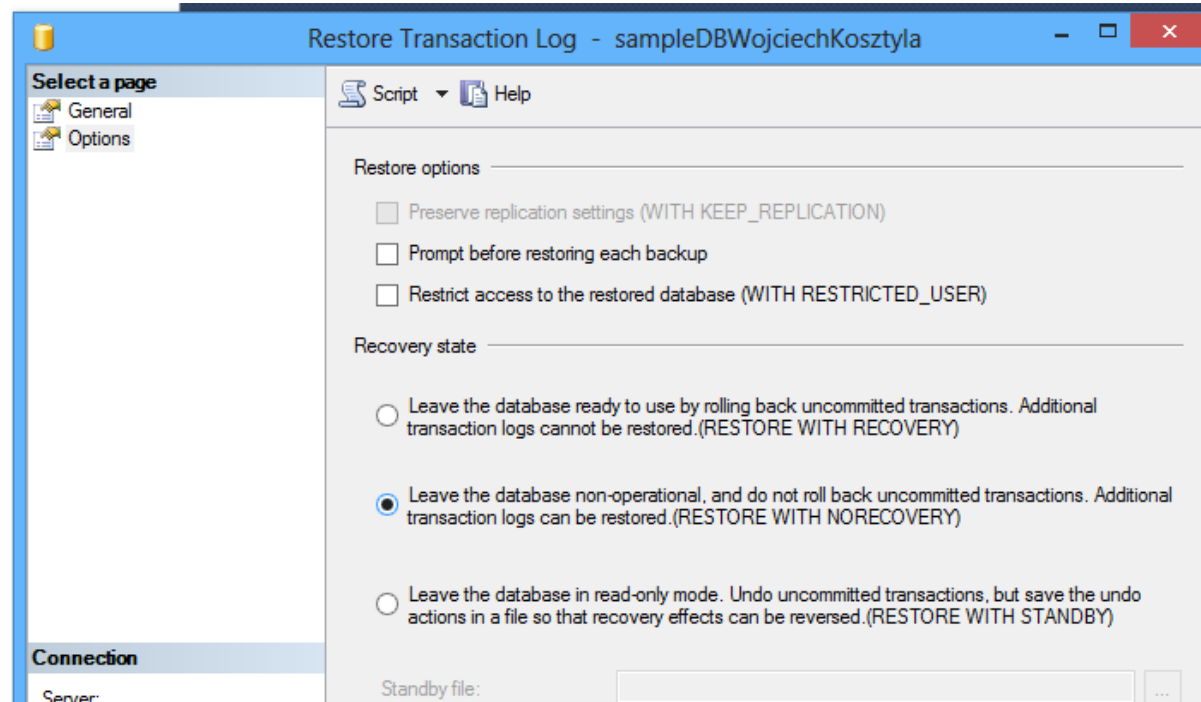 Restore Transaction Log - sampleDBWojciechKosztyla
Select a page
General
Options
Script
Help
Restore options
Preserve replication settings (WITH KEEP_REPLICATION)
Prompt before restoring each backup
Restrict access to the restored database (WITH RESTRICTED_USER)
Recovery state
Leave the database ready to use by rolling back uncommitted transactions. Additional
transaction logs cannot be restored.(RESTORE WITH RECOVERY)
Leave the database non-operational, and do not roll back uncommitted transactions. Additional
transaction logs can be restored.(RESTORE WITH NORECOVERY)
Leave the database in read-only mode. Undo uncommitted transactions, but save the undo
actions in a file so that recovery effects can be reversed.(RESTORE WITH STANDBY)
Connection
Server:
Standby file:
...